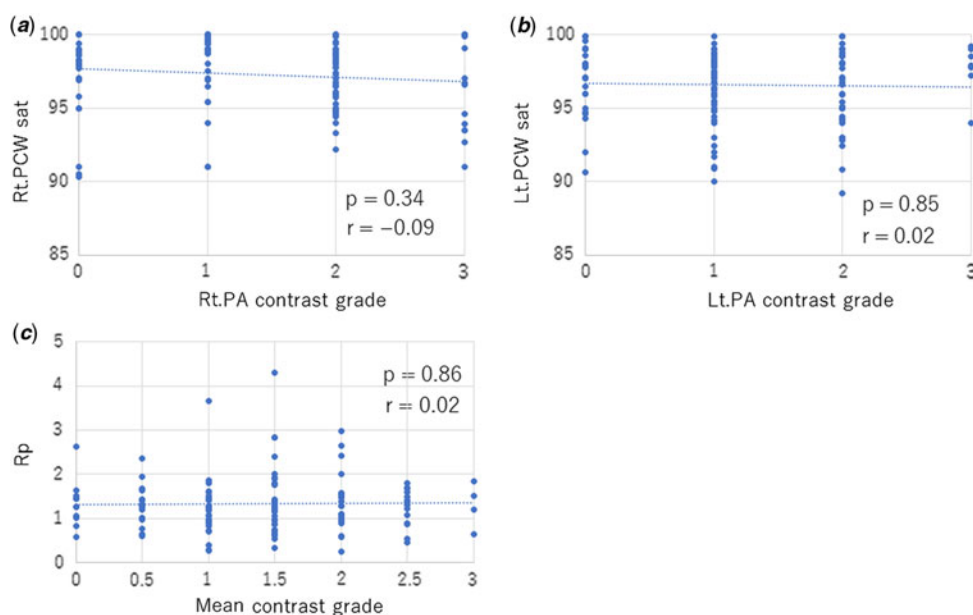 (a)
Rt.PCW sat
100
95
90
85
p = 0.34
r = −0.09
0 1 2 3
Rt.PA contrast grade
(b)
Lt.PCW sat
100
95
90
85
p = 0.85
r = 0.02
0 1 2 3
Lt.PA contrast grade
(c)
Rp
5
4
3
2
1
0
p = 0.86
r = 0.02
0 0.5 1 1.5 2 2.5 3
Mean contrast grade